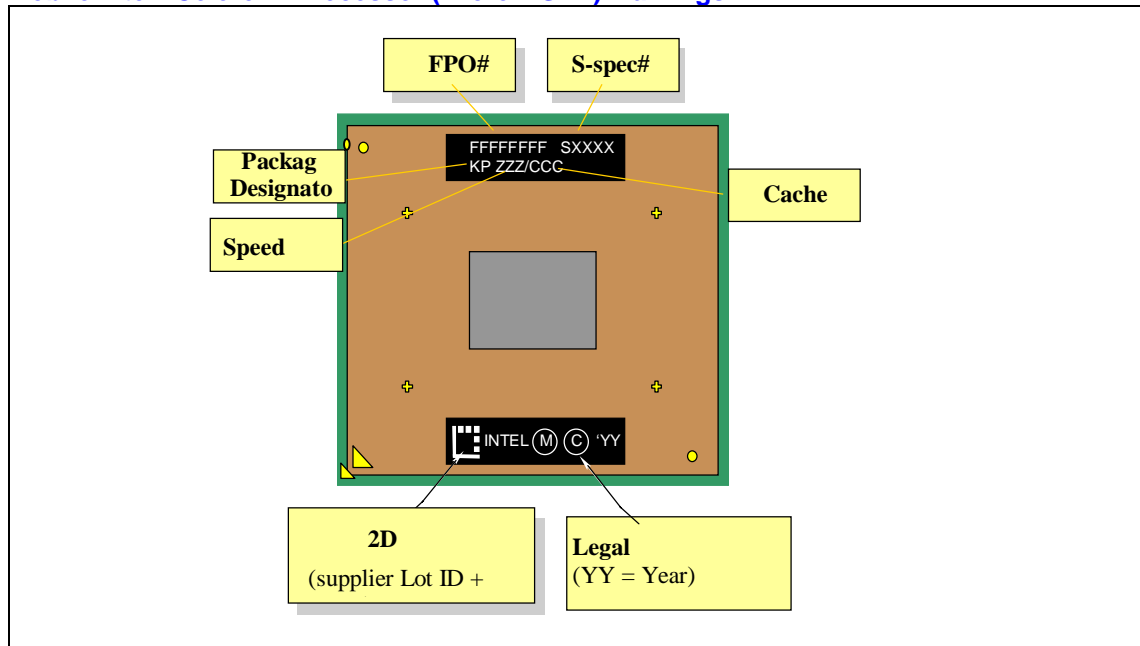 FPO#
S-spec#
FFFFFFFF SXXXX
KP ZZZ/CCC
Packag
Designato
Cache
Speed
INTEL M C 'YY
2D
(supplier Lot ID +
Legal
(YY = Year)